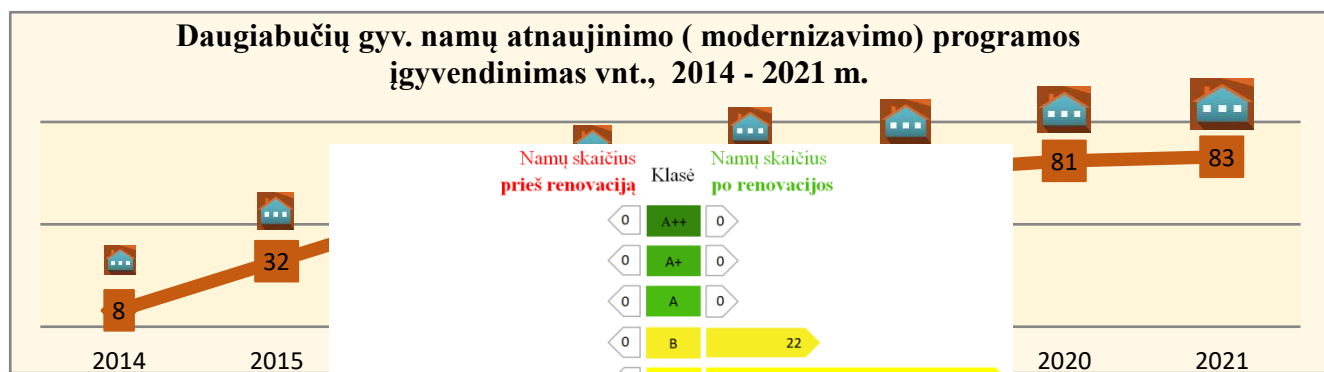 Daugiabučių gyv. namų atnaujinimo ( modernizavimo) programos
įgyvendinimas vnt.,  2014 - 2021 m.
8
32
81
83
2014
2015
2020
2021
Namų skaičius
prieš renovaciją
Klasė
Namų skaičius
po renovacijos
0 A++ 0
0 A+ 0
0 A 0
0 B 22